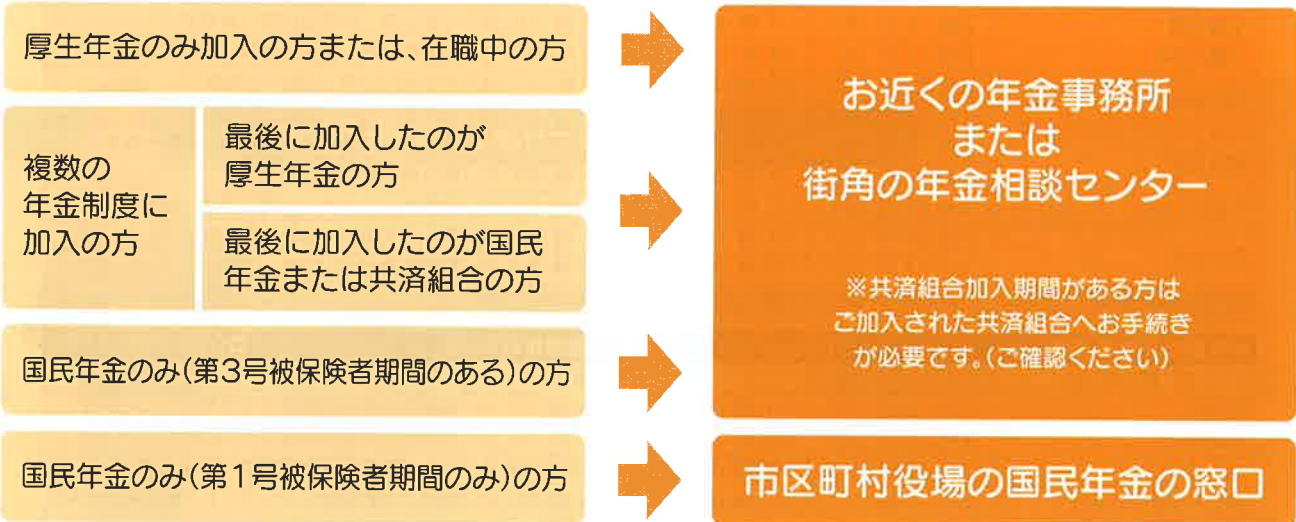 厚生年金のみ加入の方または、在職中の方
複数の
年金制度に
加入の方
最後に加入したのが
厚生年金の方
最後に加入したのが国民
年金または共済組合の方
国民年金のみ(第3号被保険者期間のある)の方
国民年金のみ(第1号被保険者期間のみ)の方
お近くの年金事務所
または
街角の年金相談センター
※共済組合加入期間がある方は
ご加入された共済組合へお手続き
が必要です。(ご確認ください)
市区町村役場の国民年金の窓口